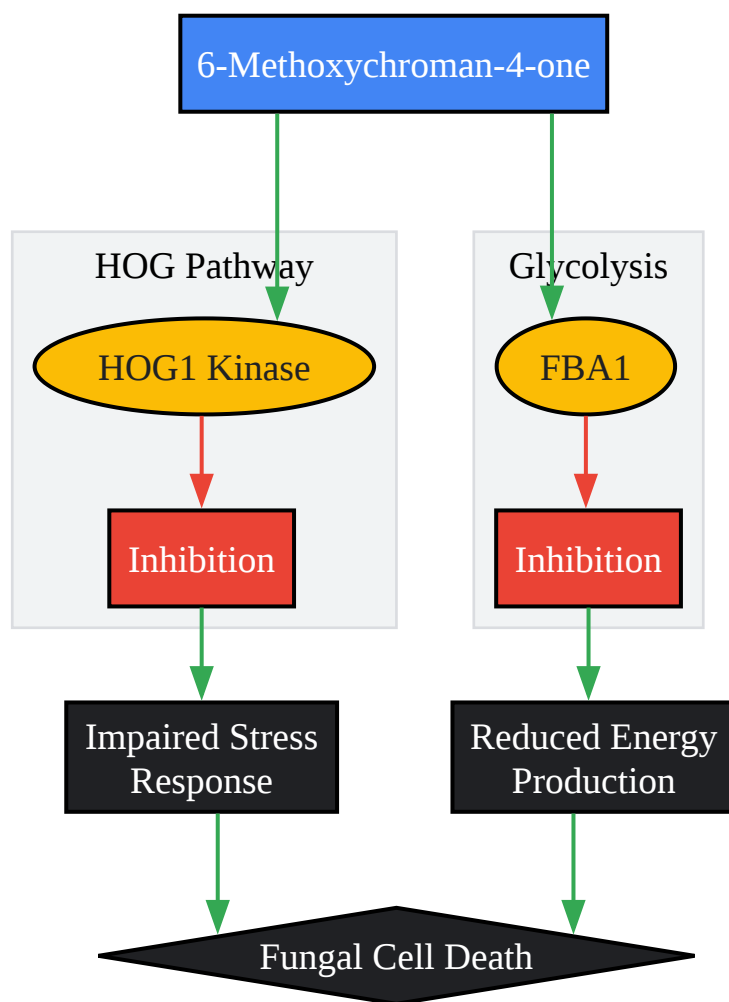 6-Methoxychroman-4-one
HOG Pathway
Glycolysis
HOG1 Kinase
FBA1
Inhibition
Inhibition
Impaired Stress
Response
Reduced Energy
Production
Fungal Cell Death